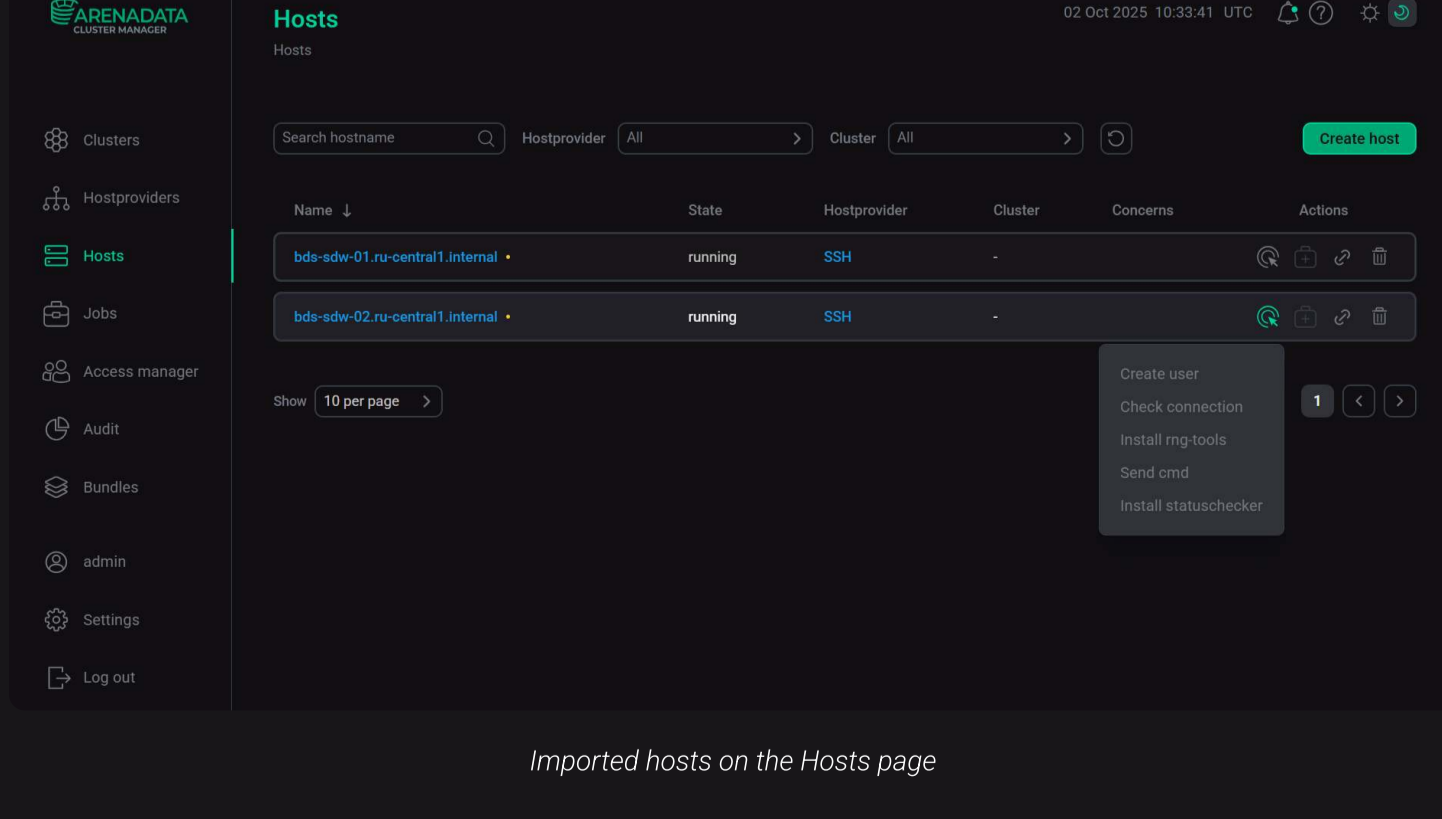 ARENADATA
CLUSTER MANAGER
Hosts
02 Oct 2025 10:33:41 UTC
Hosts
Clusters
Hostproviders
Hosts
Jobs
Access manager
Audit
Bundles
admin
Settings
Log out
Search hostname Hostprovider All Cluster All Create host
Name State Hostprovider Cluster Concerns Actions
bds-sdw-01.ru-central1.internal running SSH -
bds-sdw-02.ru-central1.internal running SSH -
Create user
Check connection
Install rng-tools
Send cmd
Install statuschecker
Show 10 per page 1
Imported hosts on the Hosts page